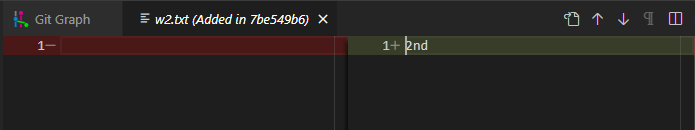 Git Graph
w2.txt (Added in 7be549b6)
1−
1+ 2nd